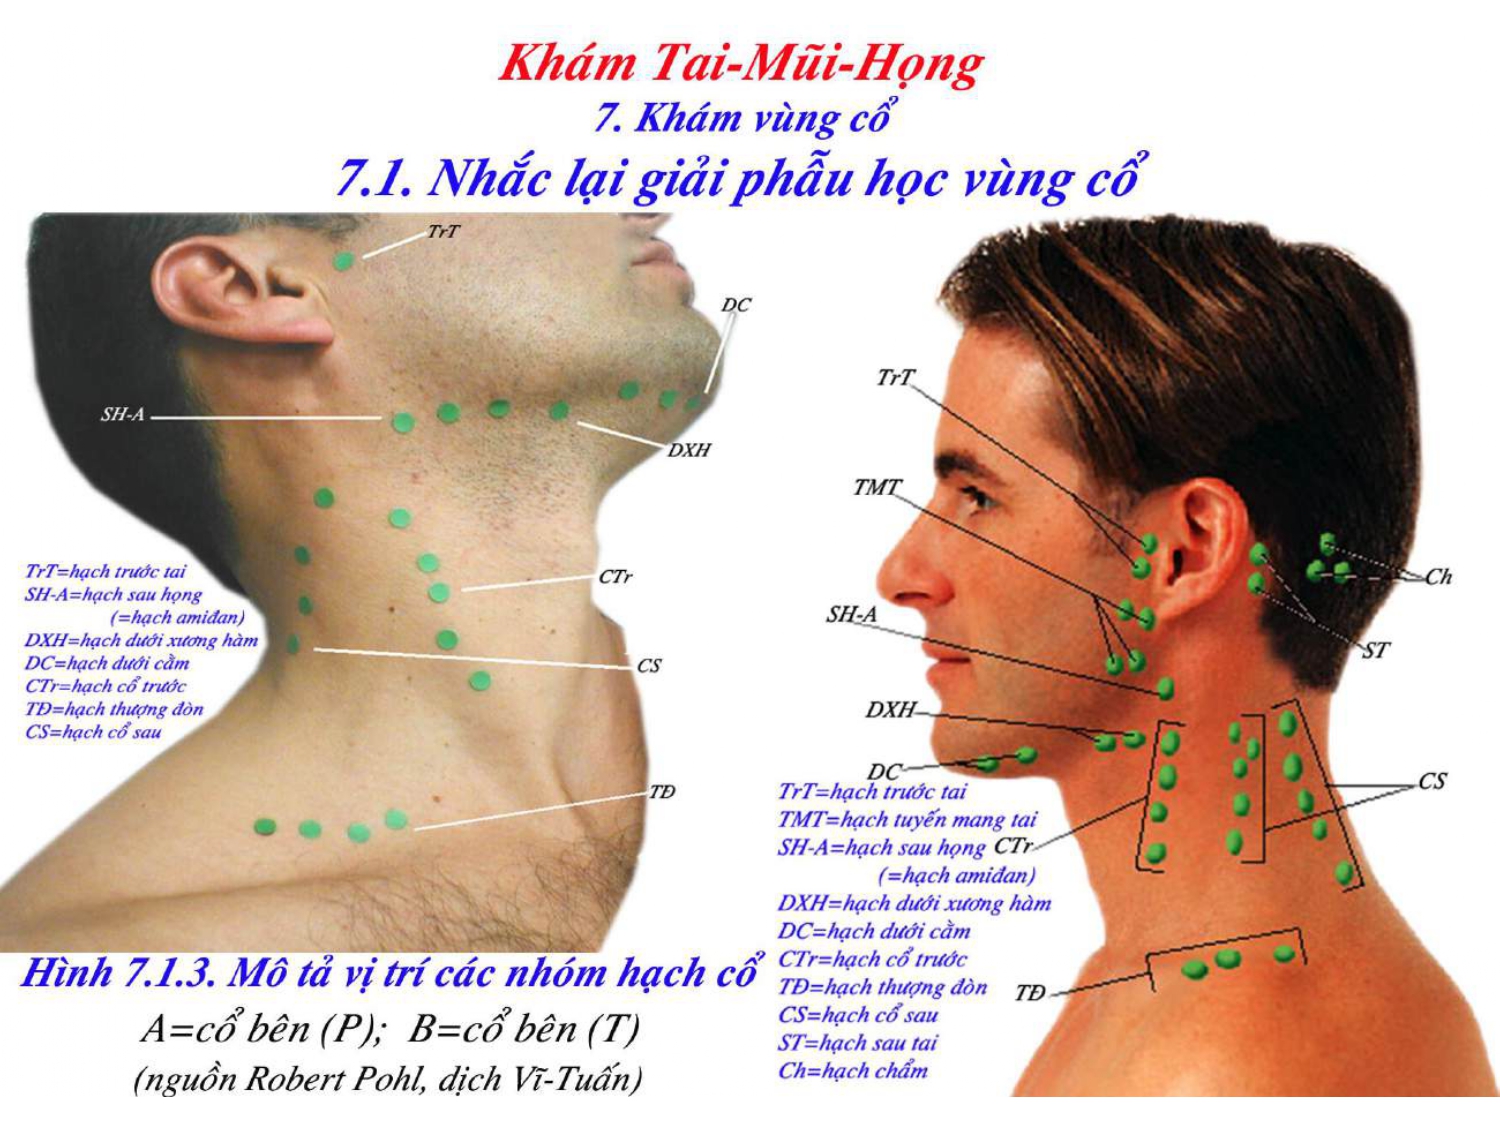 Khám Tai-Mũi-Họng
7. Khám vùng cổ
7.1. Nhắc lại giải phẫu học vùng cổ
TrT
DC
SH-A
DXH
CTr
CS
TĐ
TrT=hạch trước tai
SH-A=hạch sau họng
(=hạch amiđan)
DXH=hạch dưới xương hàm
DC=hạch dưới cằm
CTr=hạch cổ trước
TĐ=hạch thượng đòn
CS=hạch cổ sau
TrT
TMT
SH-A
DXH
DC
CTr
TĐ
Ch
ST
CS
TrT=hạch trước tai
TMT=hạch tuyến mang tai
SH-A=hạch sau họng
(=hạch amiđan)
DXH=hạch dưới xương hàm
DC=hạch dưới cằm
CTr=hạch cổ trước
TĐ=hạch thượng đòn
CS=hạch cổ sau
ST=hạch sau tai
Ch=hạch chẩm
Hình 7.1.3. Mô tả vị trí các nhóm hạch cổ
A=cổ bên (P); B=cổ bên (T)
(nguồn Robert Pohl, dịch Vĩ-Tuấn)